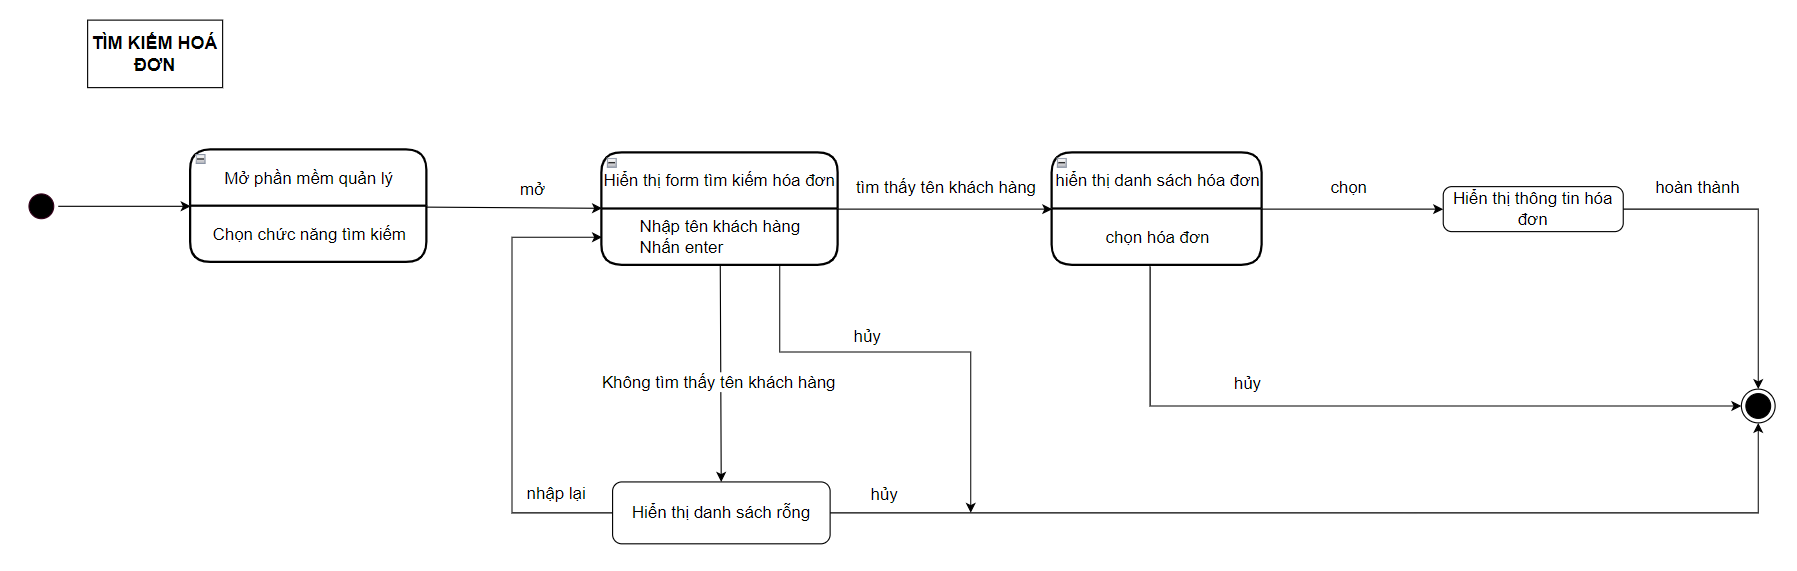 TÌM KIẾM HOÁ
ĐƠN
Mở phần mềm quản lý
Chọn chức năng tìm kiếm
mở
Hiển thị form tìm kiếm hóa đơn
Nhập tên khách hàng
Nhấn enter
tìm thấy tên khách hàng
hiển thị danh sách hóa đơn
chọn hóa đơn
chọn
Hiển thị thông tin hóa
đơn
hoàn thành
hủy
Không tìm thấy tên khách hàng
hủy
nhập lại
Hiển thị danh sách rỗng
hủy